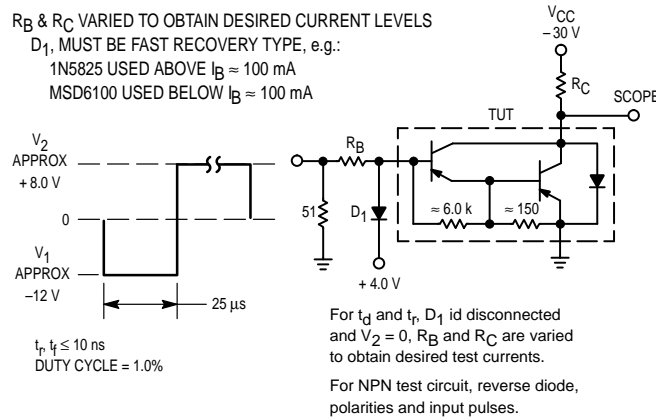 R_B & R_C VARIED TO OBTAIN DESIRED CURRENT LEVELS
D_1, MUST BE FAST RECOVERY TYPE, e.g.:
1N5825 USED ABOVE I_B ≈ 100 mA
MSD6100 USED BELOW I_B ≈ 100 mA
V_CC
– 30 V
R_C
SCOPE
TUT
V_2
APPROX
+ 8.0 V
0
V_1
APPROX
–12 V
25 μs
R_B
51
D_1
≈ 6.0 k
≈ 150
+ 4.0 V
t_r, t_f ≤ 10 ns
DUTY CYCLE = 1.0%
For t_d and t_r, D_1 id disconnected
and V_2 = 0, R_B and R_C are varied
to obtain desired test currents.
For NPN test circuit, reverse diode,
polarities and input pulses.